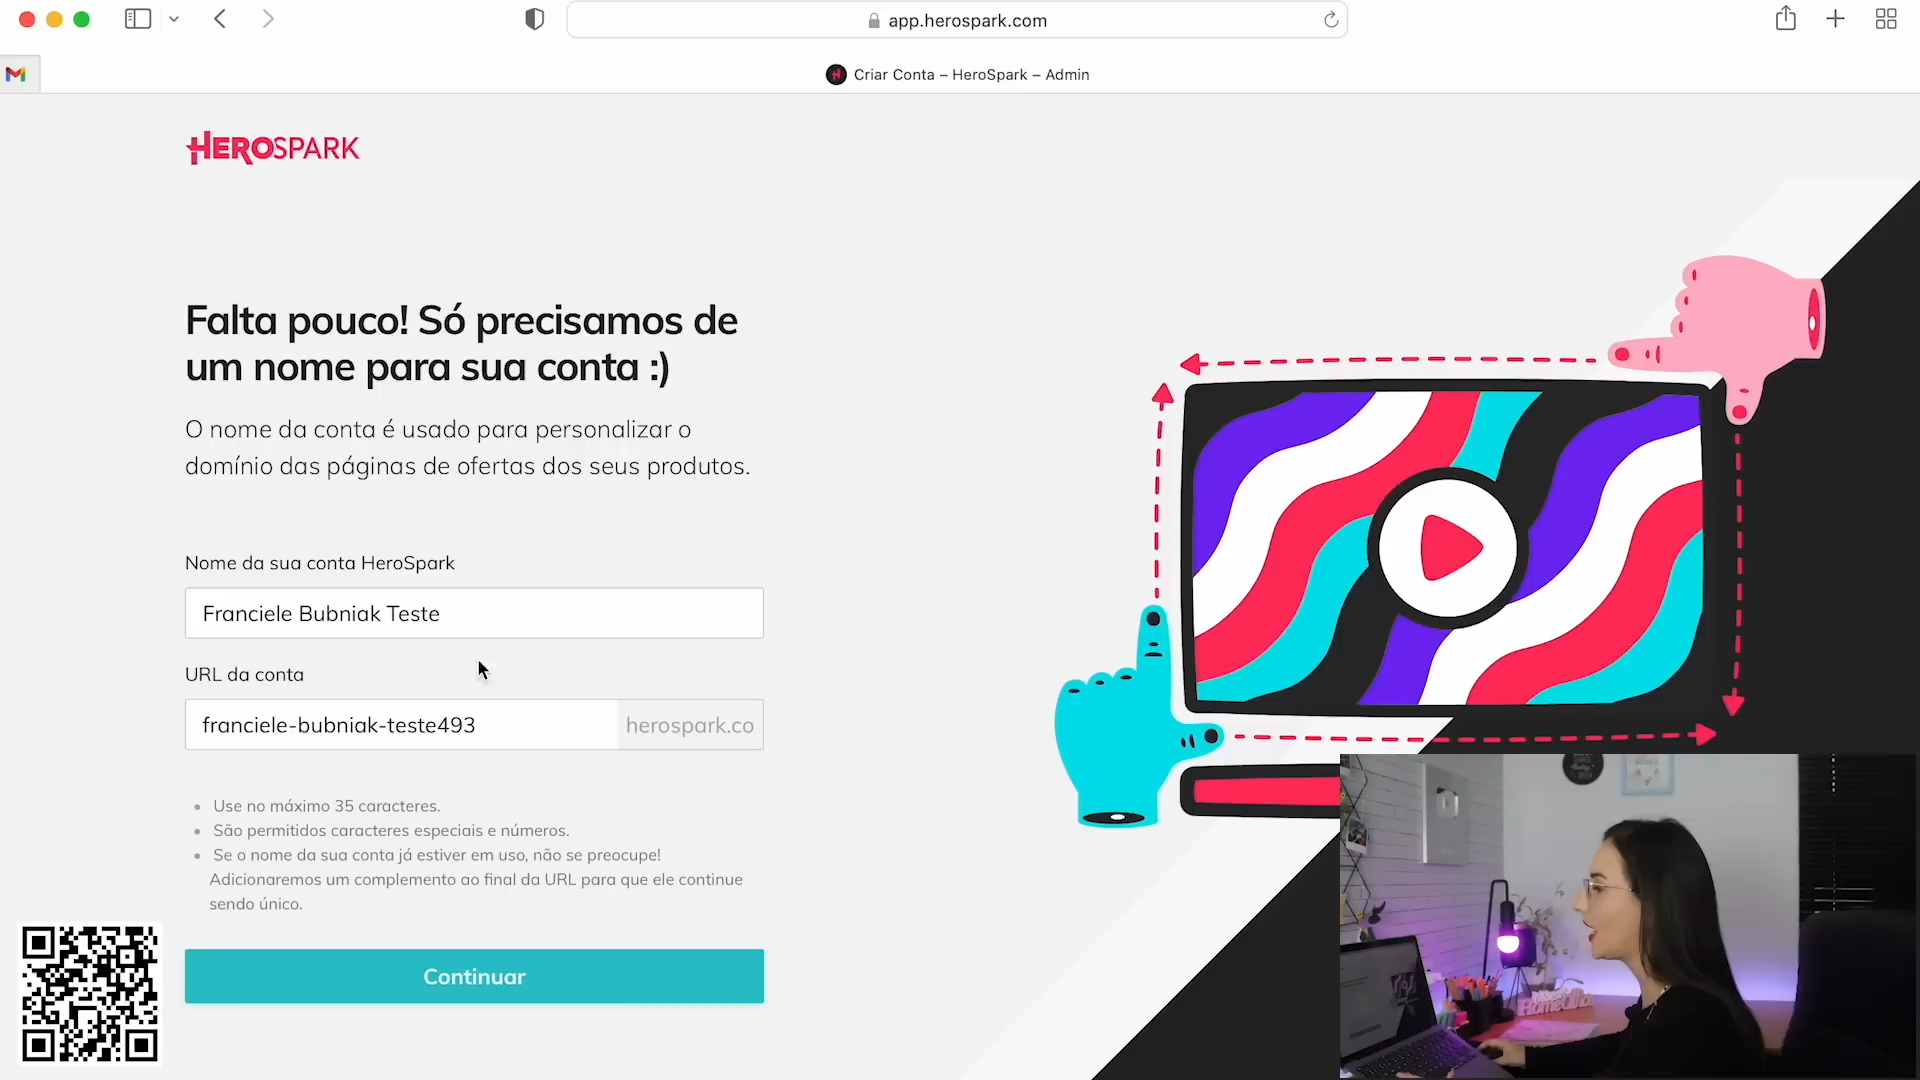 app.herospark.com
Criar Conta – HeroSpark – Admin
HEROSPARK
Falta pouco! Só precisamos de
um nome para sua conta :)
O nome da conta é usado para personalizar o
domínio das páginas de ofertas dos seus produtos.
Nome da sua conta HeroSpark
Franciele Bubniak Teste
URL da conta
franciele-bubniak-teste493
herospark.co
Use no máximo 35 caracteres.
São permitidos caracteres especiais e números.
Se o nome da sua conta já estiver em uso, não se preocupe!
Adicionaremos um complemento ao final da URL para que ele continue
sendo único.
Continuar